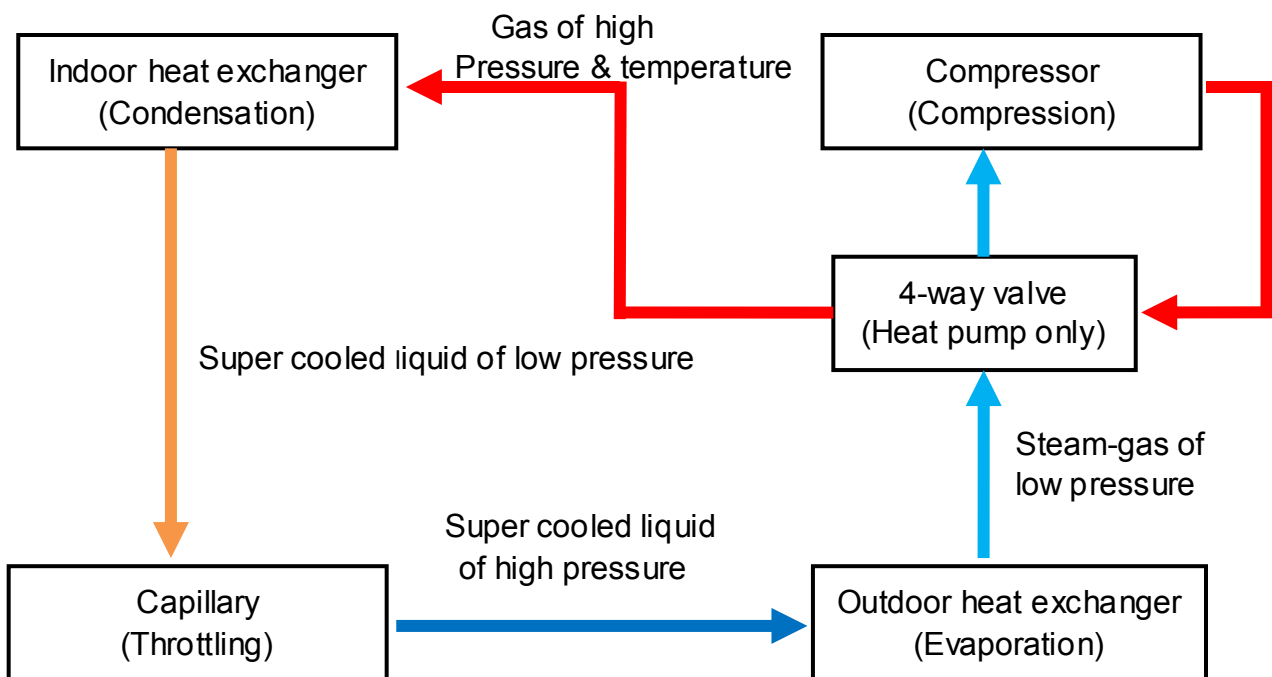 Gas of high
Pressure & temperature
Indoor heat exchanger
(Condensation)
Compressor
(Compression)
4-way valve
(Heat pump only)
Super cooled liquid of low pressure
Steam-gas of
low pressure
Super cooled liquid
of high pressure
Capillary
(Throttling)
Outdoor heat exchanger
(Evaporation)